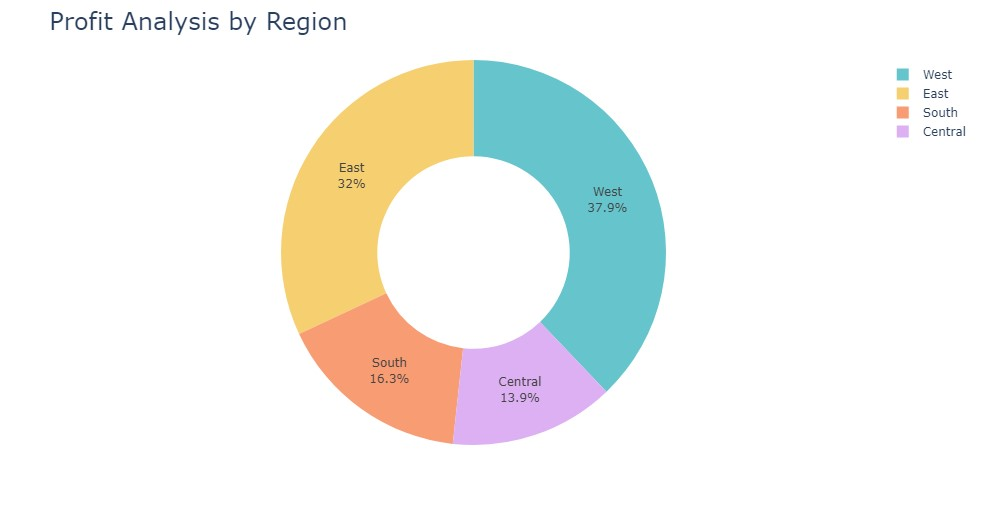 Profit Analysis by Region
West
East
South
Central
East
32%
West
37.9%
South
16.3%
Central
13.9%